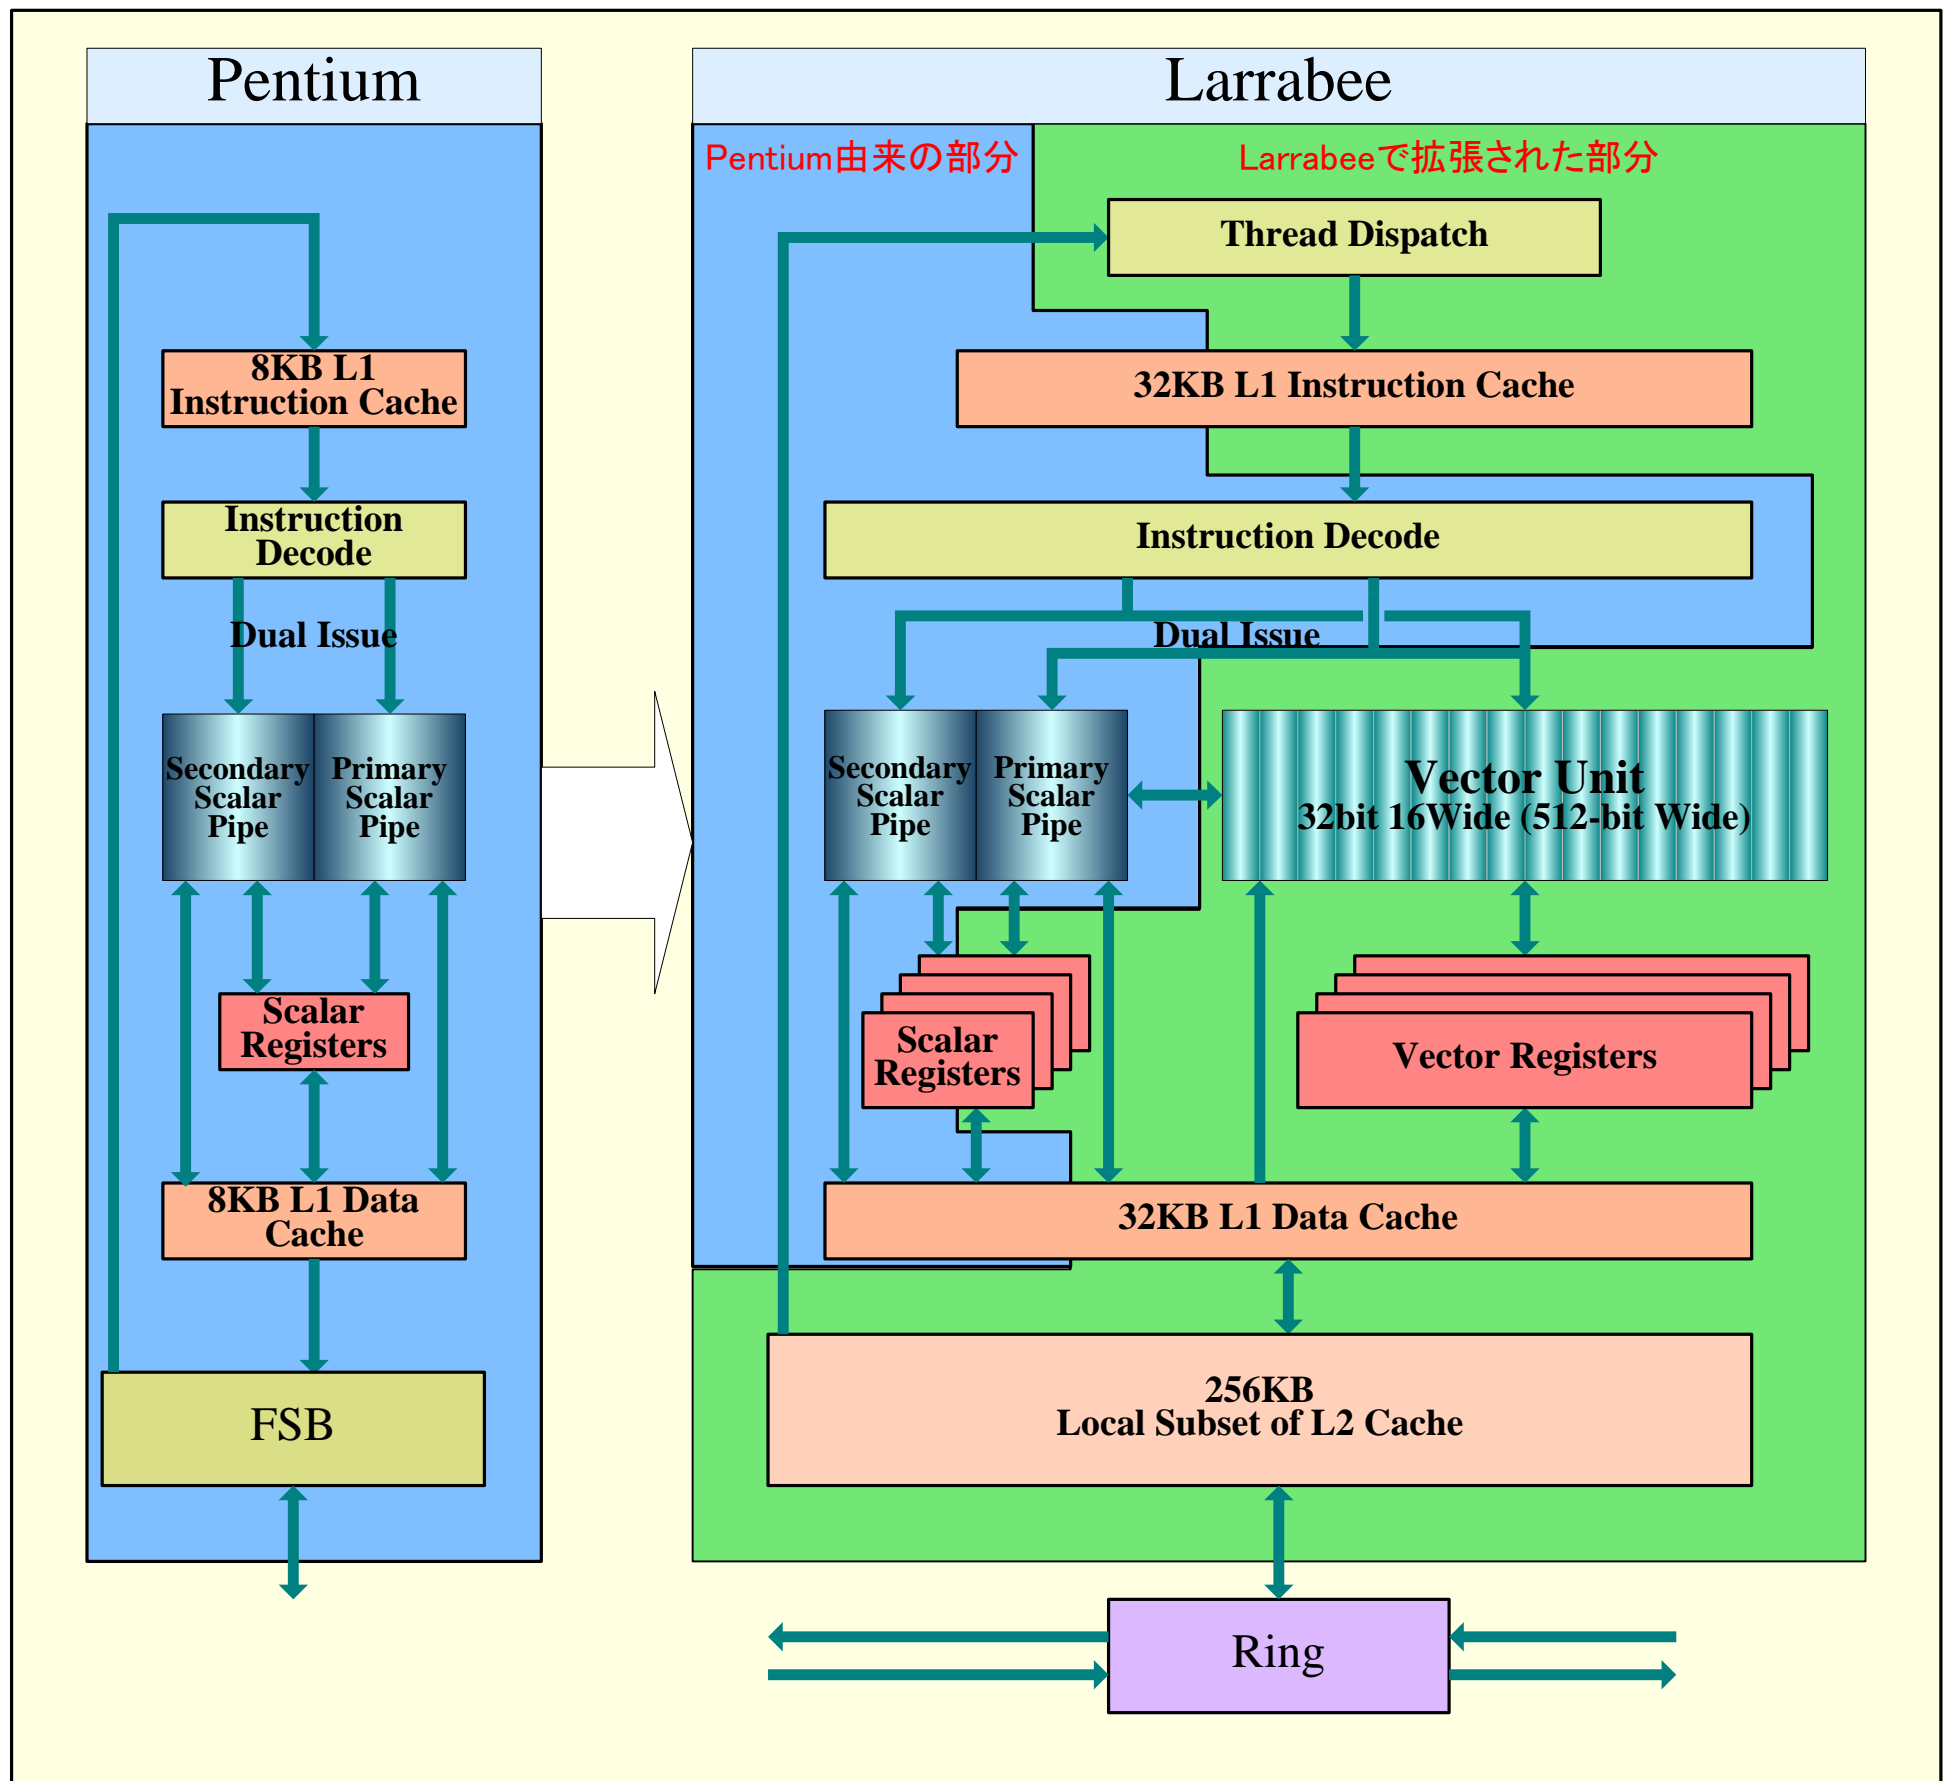 Pentium
8KB L1
Instruction Cache
Instruction
Decode
Dual Issue
Secondary
Scalar
Pipe
Primary
Scalar
Pipe
Scalar
Registers
8KB L1 Data
Cache
FSB
Larrabee
Pentium由来の部分
Larrabeeで拡張された部分
Thread Dispatch
32KB L1 Instruction Cache
Instruction Decode
Dual Issue
Secondary
Scalar
Pipe
Primary
Scalar
Pipe
Vector Unit
32bit 16Wide (512-bit Wide)
Scalar
Registers
Vector Registers
32KB L1 Data Cache
256KB
Local Subset of L2 Cache
Ring